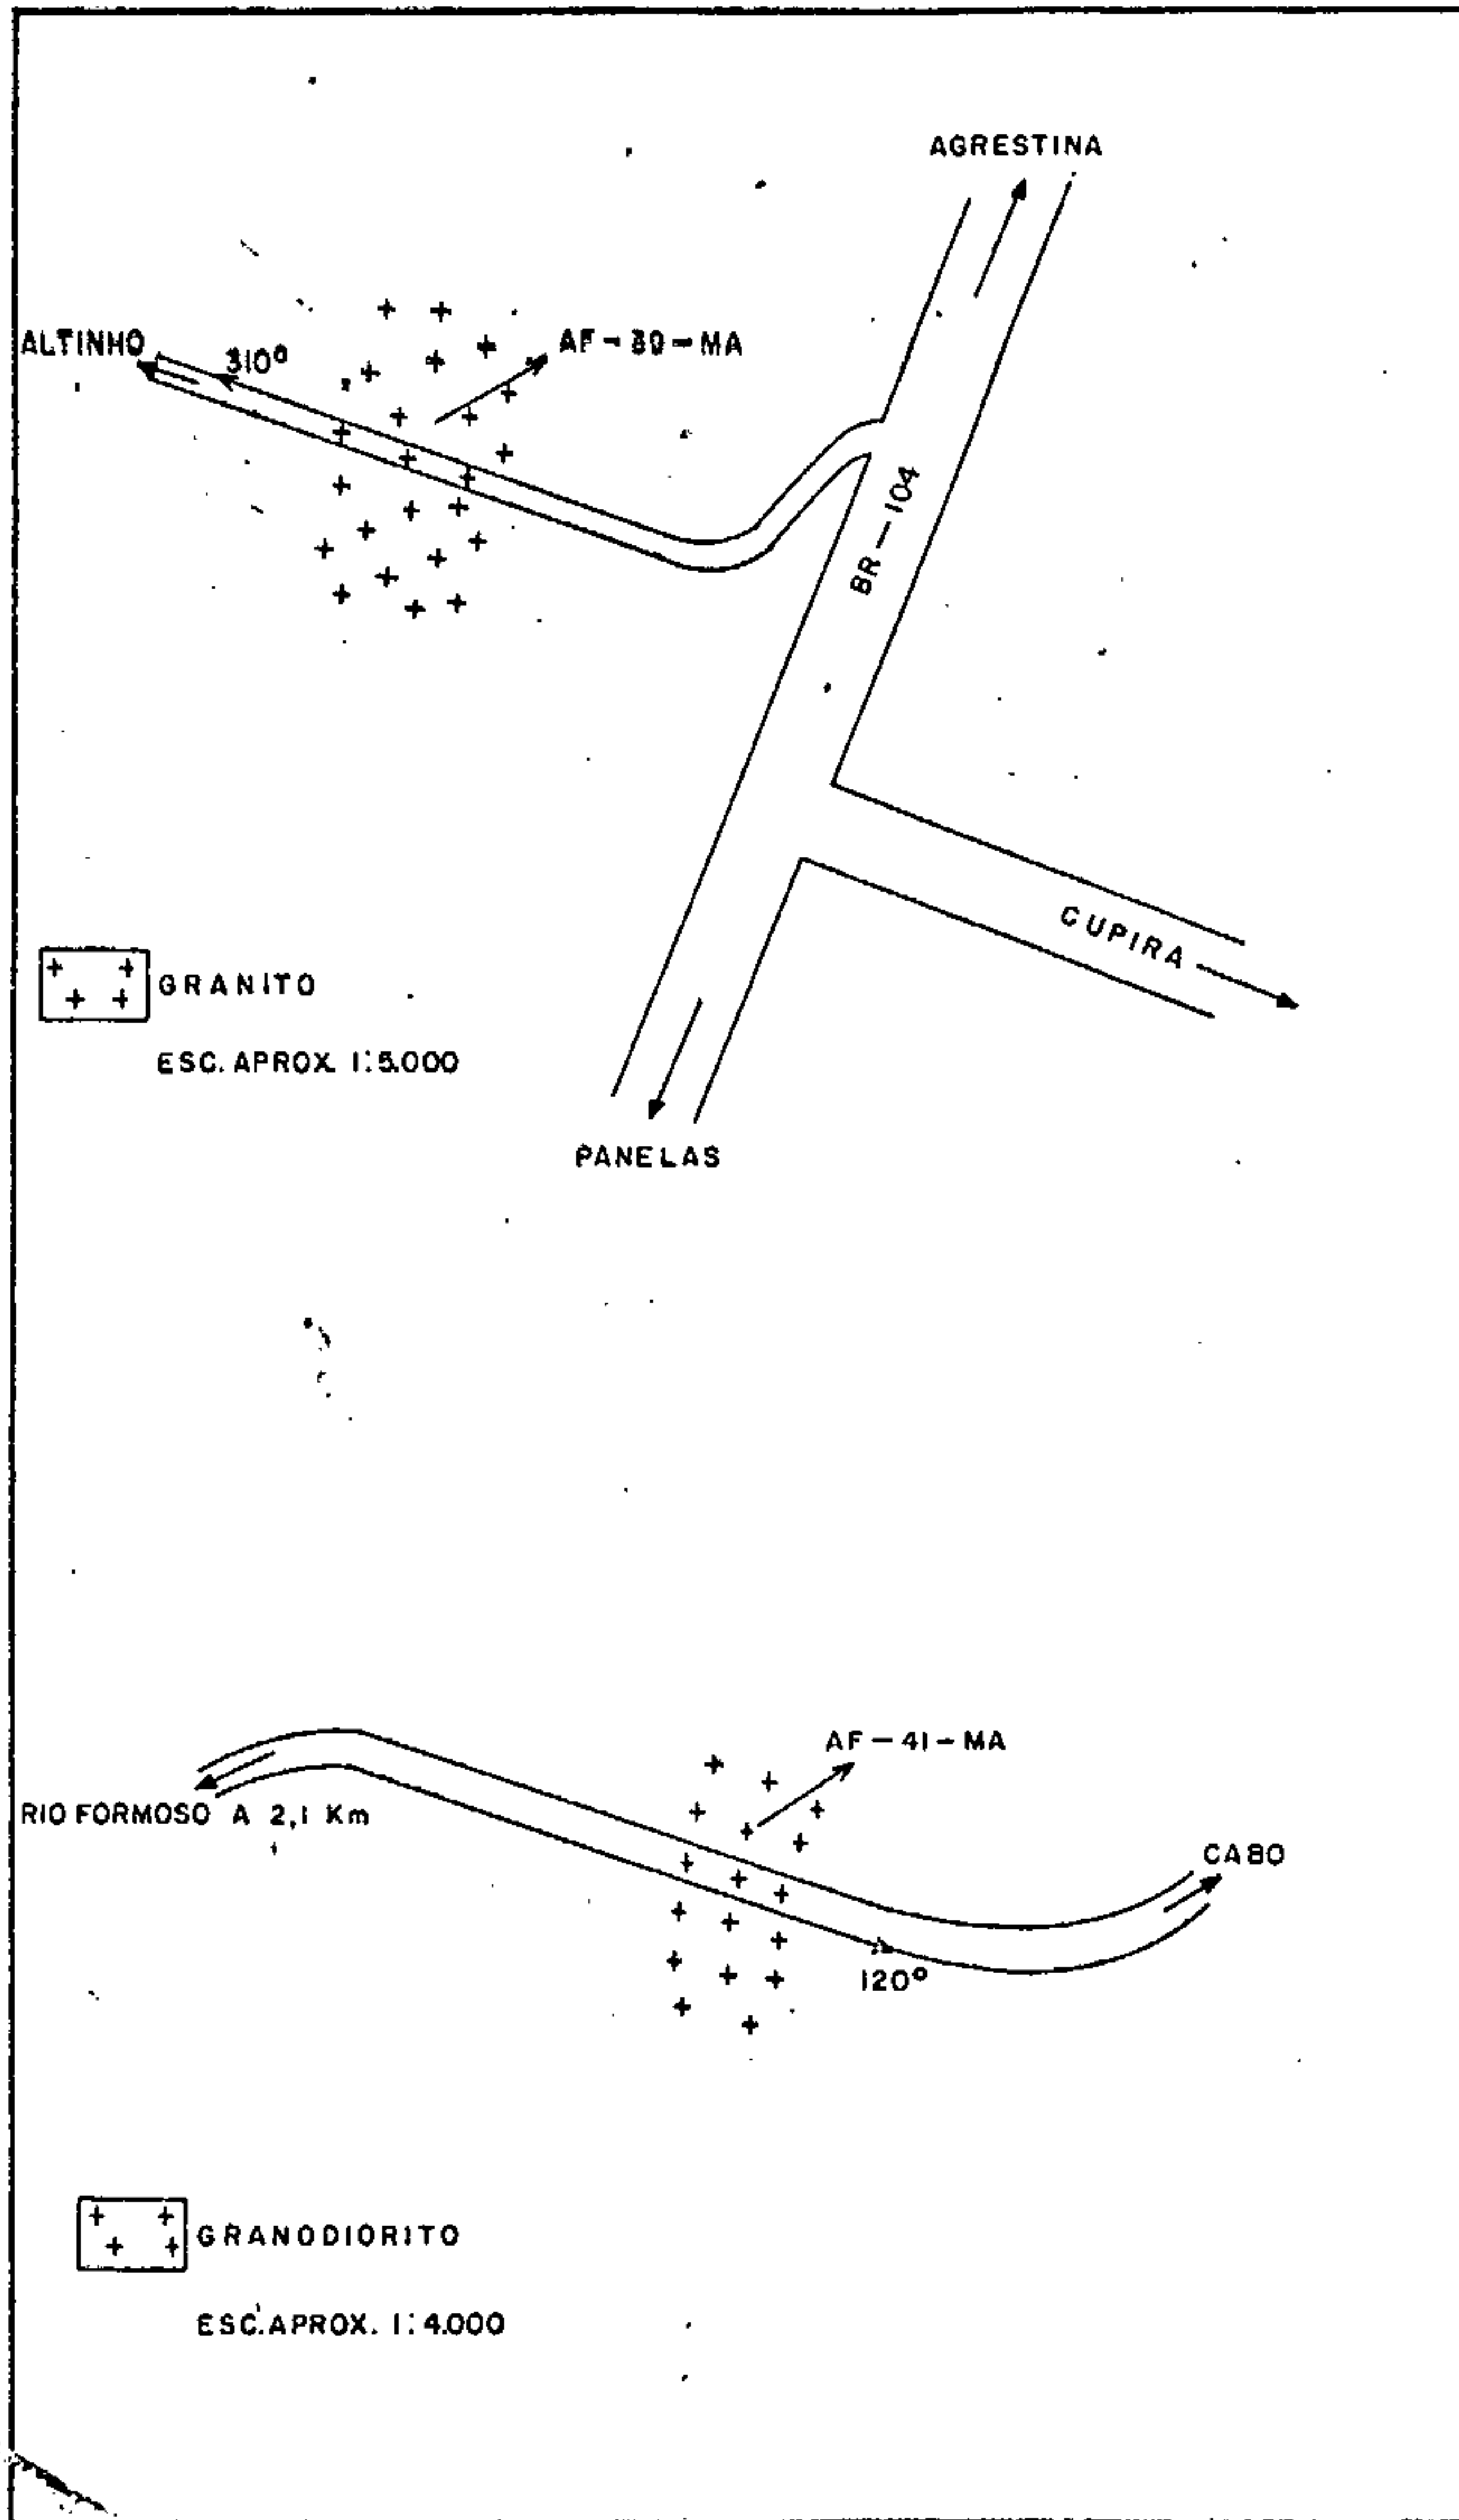 AGRESTINA
ALTINHO
310º
AF-39-MA
BR-104
CUPIRA
GRANITO
ESC. APROX. 1:5.000
PANELAS
AF-41-MA
RIO FORMOSO A 2,1 Km
CABO
120º
GRANODIORITO
ESC. APROX. 1:4.000